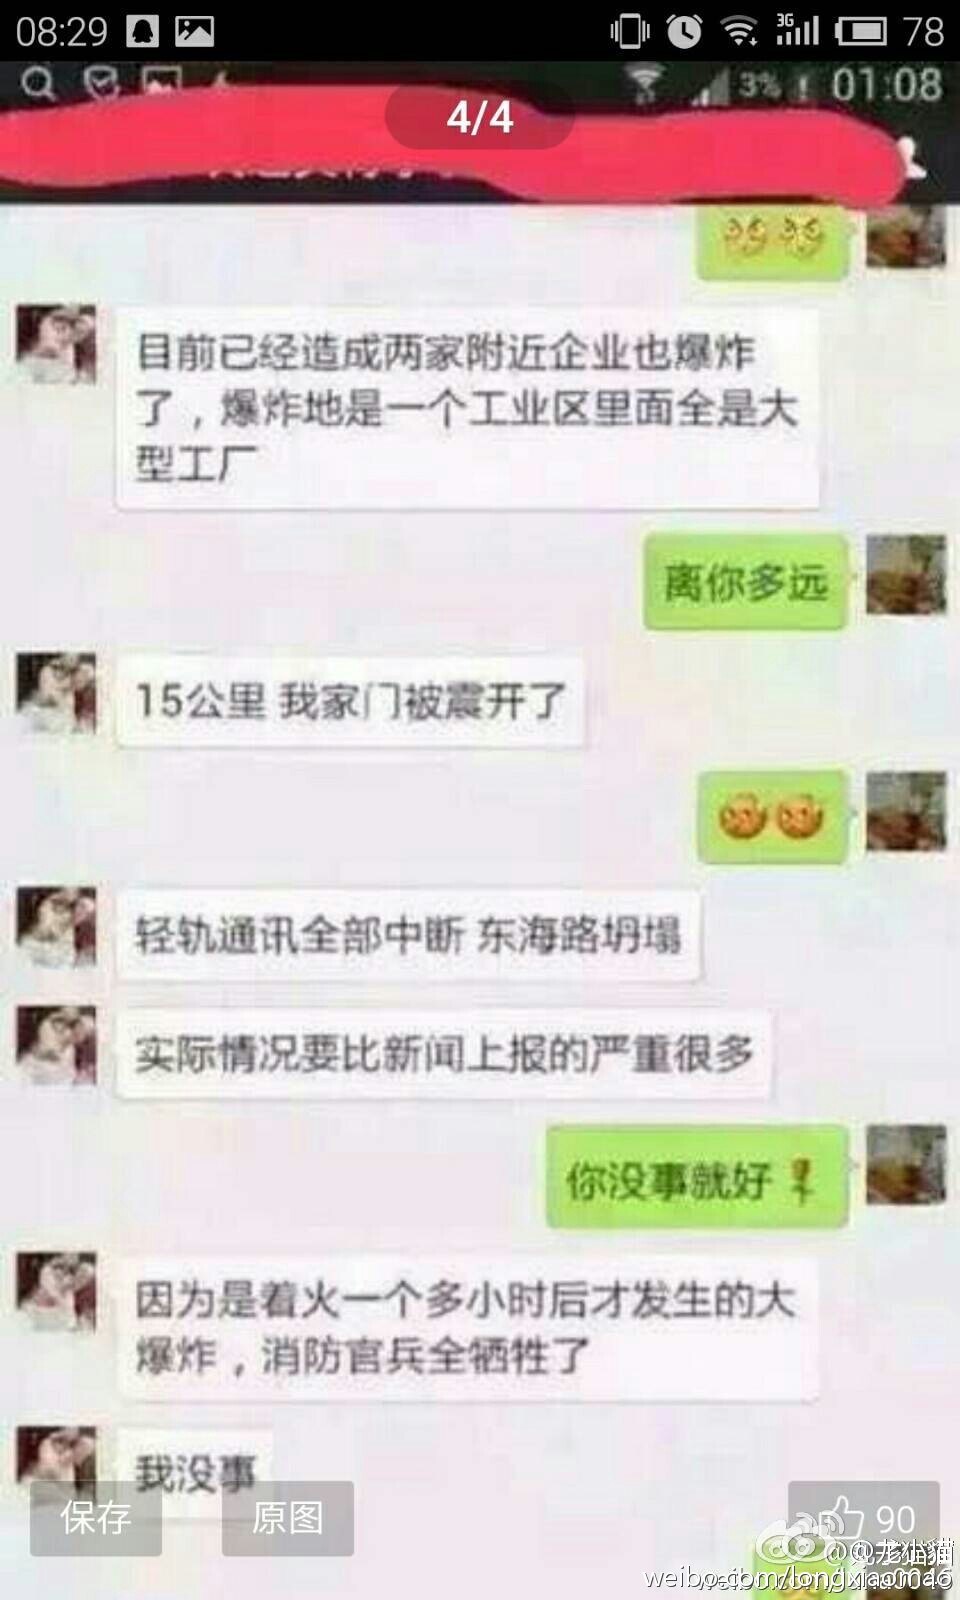 08:29
3G
78
3%
01:08
4/4
目前已经造成两家附近企业也爆炸
了，爆炸地是一个工业区里面全是大
型工厂
离你多远
15公里 我家门被震开了
轻轨通讯全部中断 东海路坍塌
实际情况要比新闻上报的严重很多
你没事就好
因为是着火一个多小时后才发生的大
爆炸，消防官兵全牺牲了
我没事
保存
原图
90